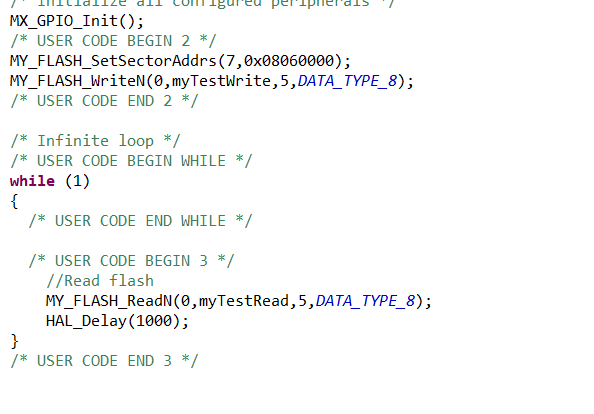 /* Initialize all configured peripherals */
MX_GPIO_Init();
/* USER CODE BEGIN 2 */
MY_FLASH_SetSectorAddrs(7,0x08060000);
MY_FLASH_WriteN(0,myTestWrite,5,DATA_TYPE_8);
/* USER CODE END 2 */

/* Infinite loop */
/* USER CODE BEGIN WHILE */
while (1)
{
  /* USER CODE END WHILE */

  /* USER CODE BEGIN 3 */
    //Read flash
    MY_FLASH_ReadN(0,myTestRead,5,DATA_TYPE_8);
    HAL_Delay(1000);
}
/* USER CODE END 3 */